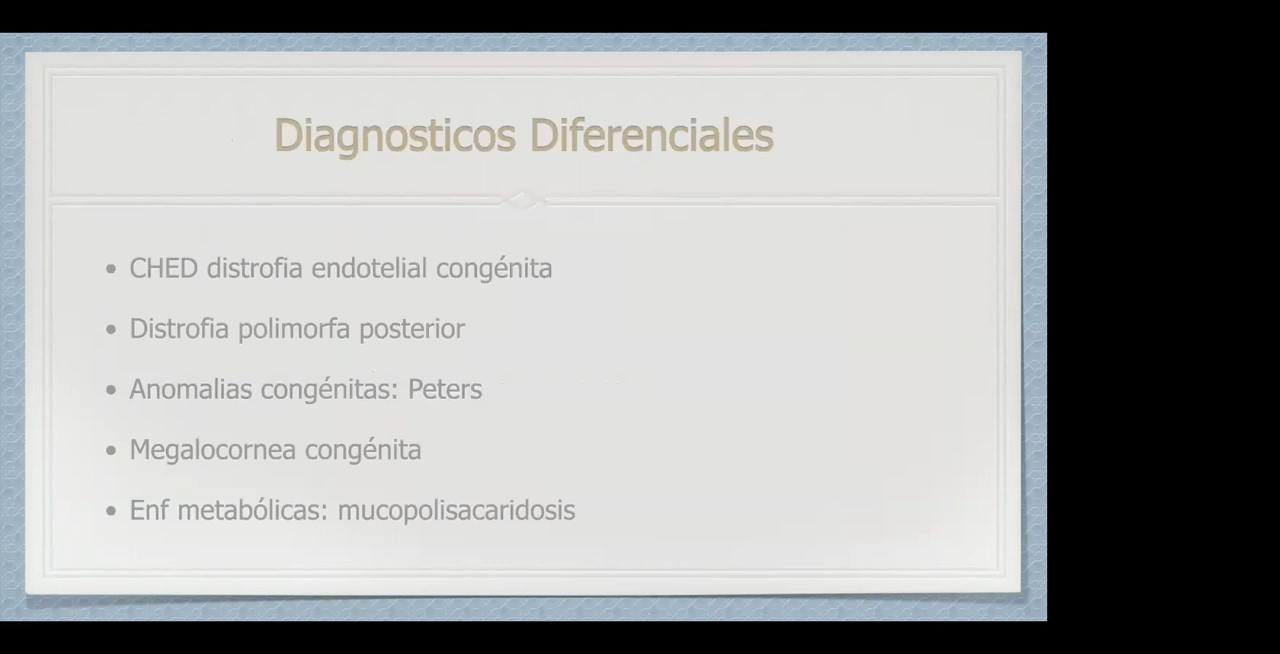 Diagnosticos Diferenciales
• CHED distrofia endotelial congénita
• Distrofia polimorfa posterior
• Anomalias congénitas: Peters
• Megalocornea congénita
• Enf metabólicas: mucopolisacaridosis